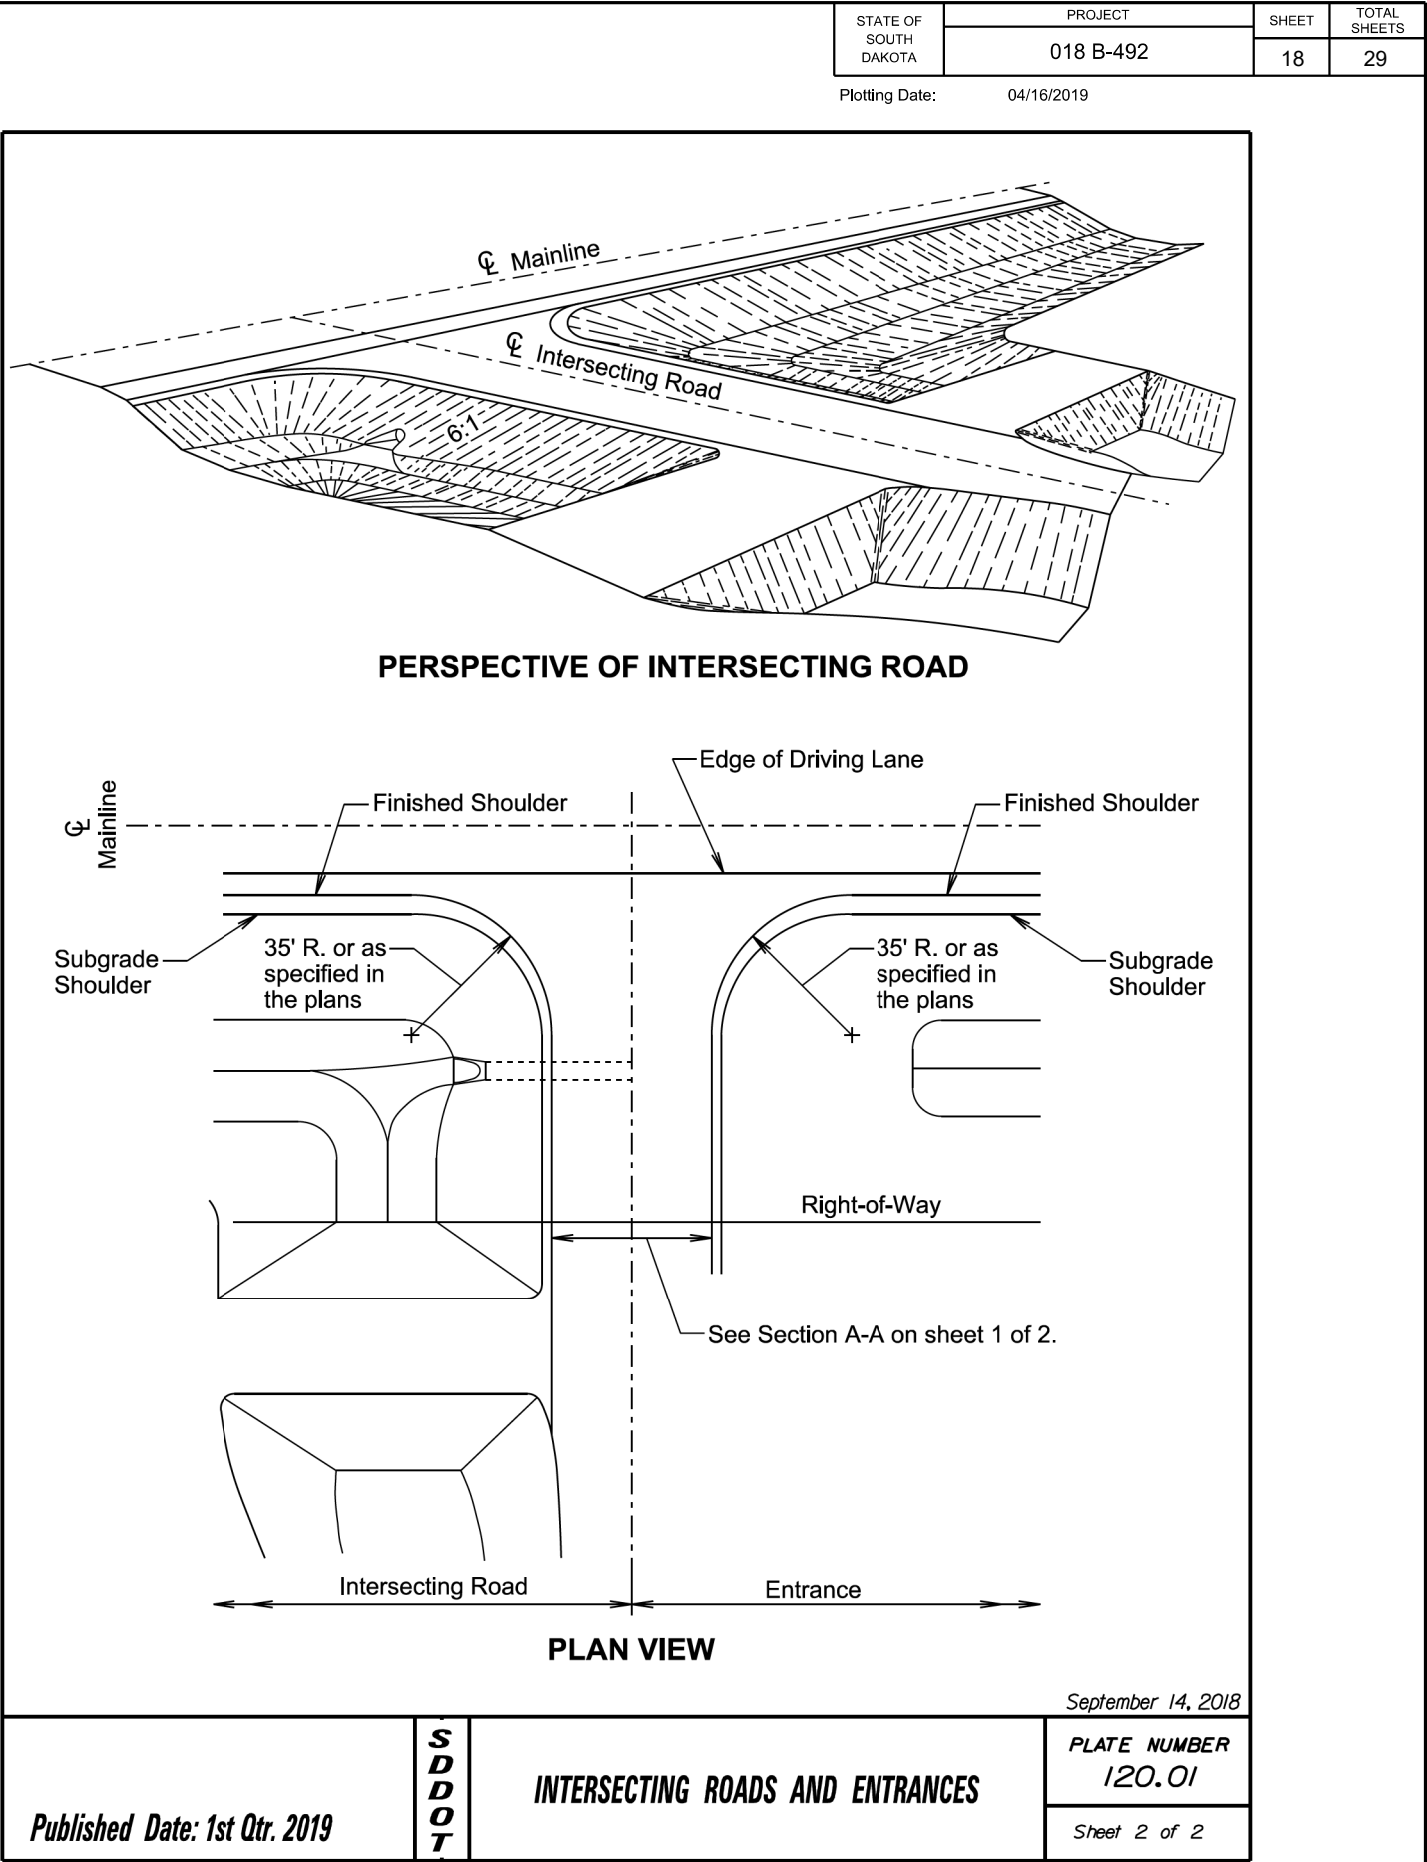 STATE OF
SOUTH
DAKOTA
PROJECT
018 B-492
SHEET
18
TOTAL
SHEETS
29
Plotting Date: 04/16/2019
℄ Mainline
℄ Intersecting Road
6:1
PERSPECTIVE OF INTERSECTING ROAD
Edge of Driving Lane
Finished Shoulder
Finished Shoulder
℄
Mainline
Subgrade
Shoulder
35' R. or as
specified in
the plans
35' R. or as
specified in
the plans
Subgrade
Shoulder
Right-of-Way
See Section A-A on sheet 1 of 2.
Intersecting Road
Entrance
PLAN VIEW
September 14, 2018
Published Date: 1st Qtr. 2019
S
D
D
O
T
INTERSECTING ROADS AND ENTRANCES
PLATE NUMBER
120.01
Sheet 2 of 2